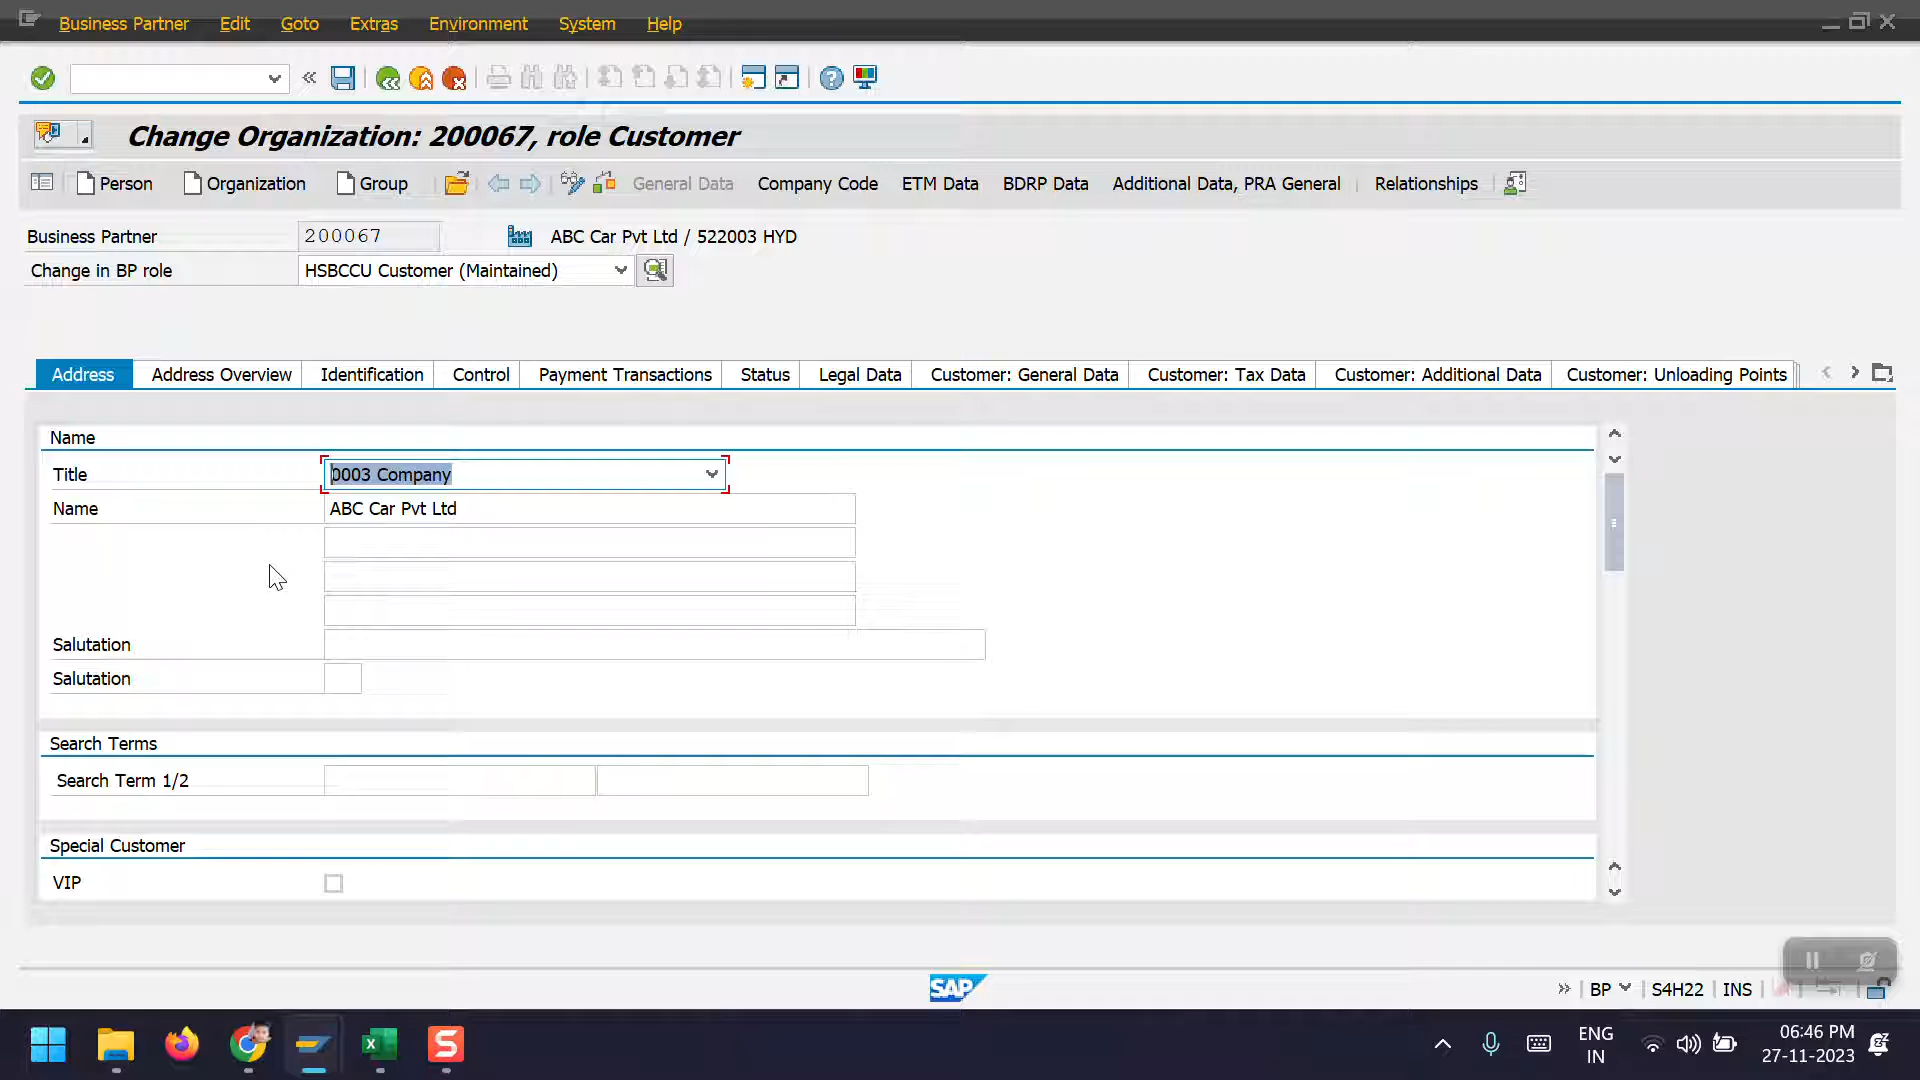 Business Partner Edit Goto Extras Environment System Help
Change Organization: 200067, role Customer
Person Organization Group General Data Company Code ETM Data BDRP Data Additional Data, PRA General Relationships
Business Partner 200067 ABC Car Pvt Ltd / 522003 HYD
Change in BP role HSBCCU Customer (Maintained)
Address Address Overview Identification Control Payment Transactions Status Legal Data Customer: General Data Customer: Tax Data Customer: Additional Data Customer: Unloading Points
Name
Title 0003 Company
Name ABC Car Pvt Ltd
Salutation
Salutation
Search Terms
Search Term 1/2
Special Customer
VIP
SAP
BP S4H22 INS
ENG
IN
06:46 PM
27-11-2023